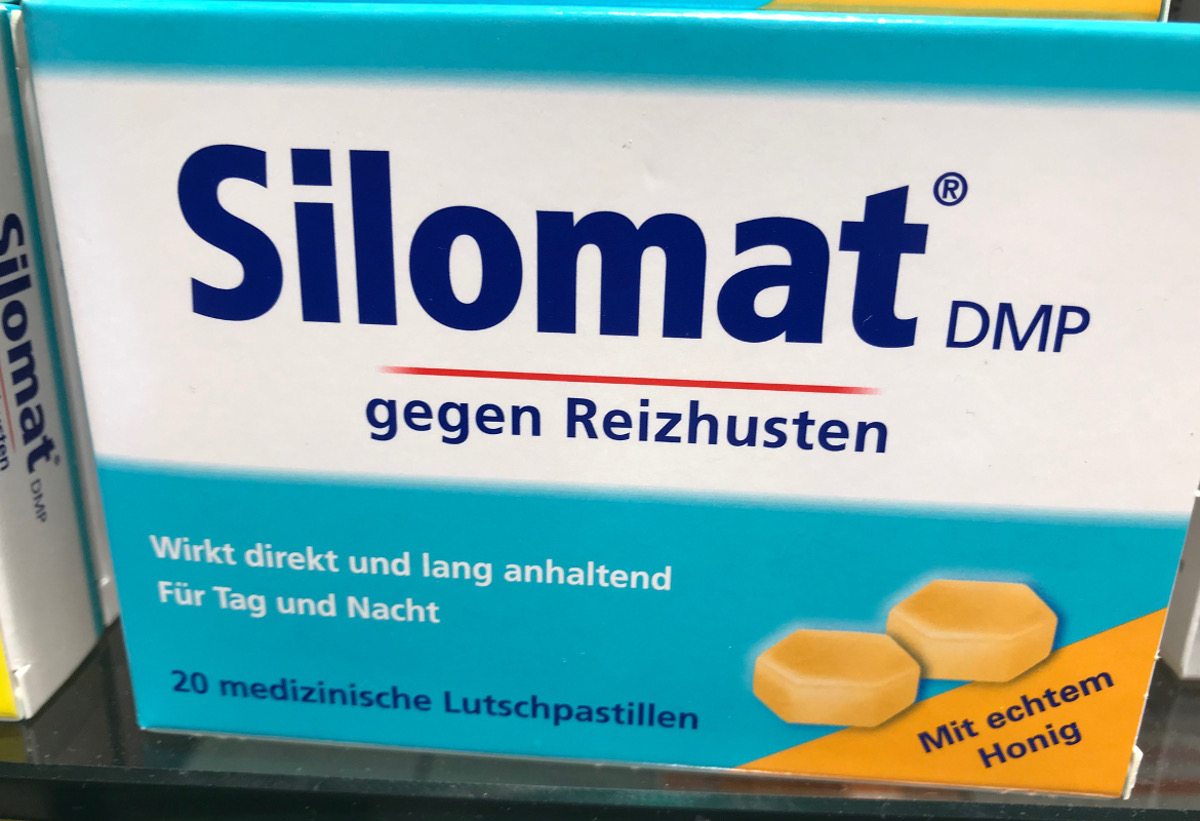 Silomat® DMP
gegen Reizhusten
Wirkt direkt und lang anhaltend
Für Tag und Nacht
20 medizinische Lutschpastillen
Mit echtem
Honig
Silomat® DMP